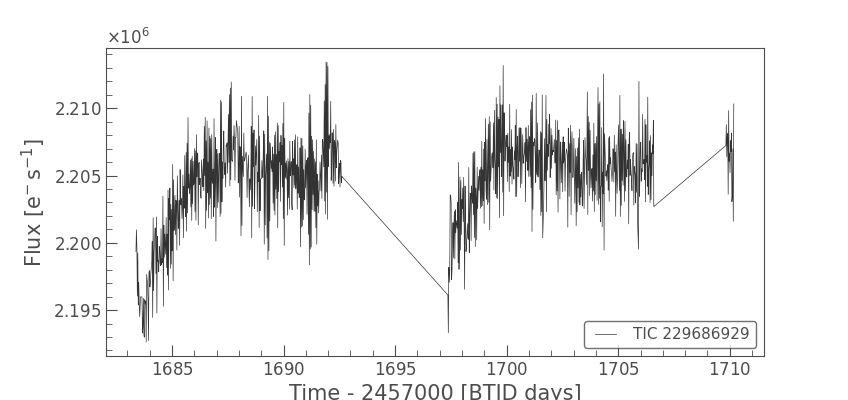 ×10⁶
2.210
2.205
2.200
2.195
Flux [e⁻ s⁻¹]
TIC 229686929
1685 1690 1695 1700 1705 1710
Time - 2457000 [BTJD days]